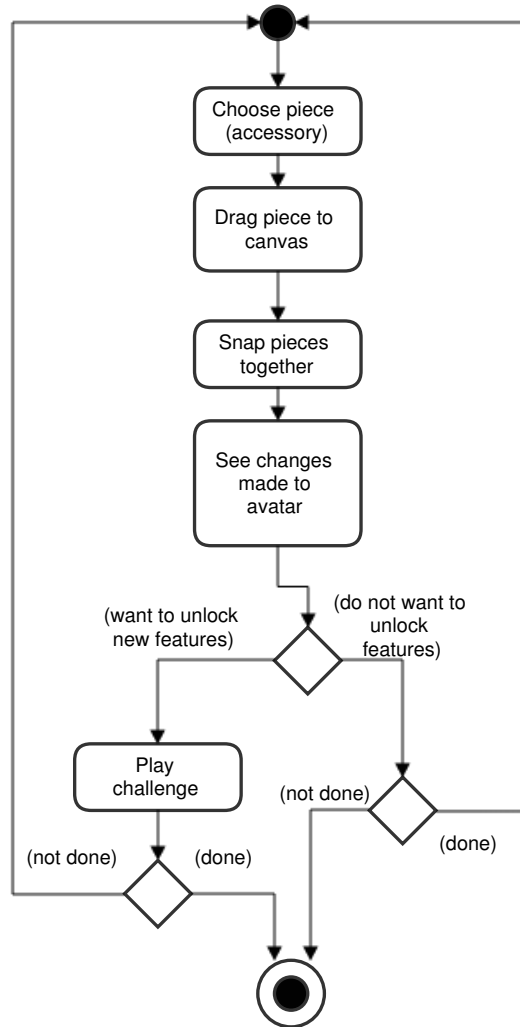 Choose piece
(accessory)
Drag piece to
canvas
Snap pieces
together
See changes
made to
avatar
(want to unlock
new features)
(do not want to
unlock
features)
Play
challenge
(not done)
(done)
(not done)
(done)